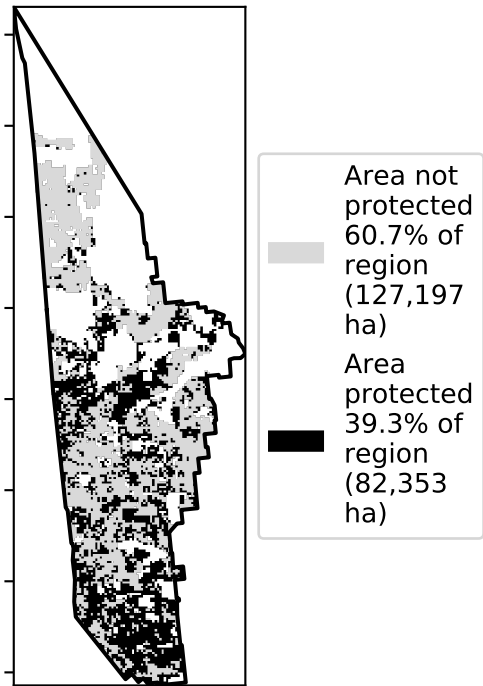 Area not
protected
60.7% of
region
(127,197
ha)
Area
protected
39.3% of
region
(82,353
ha)